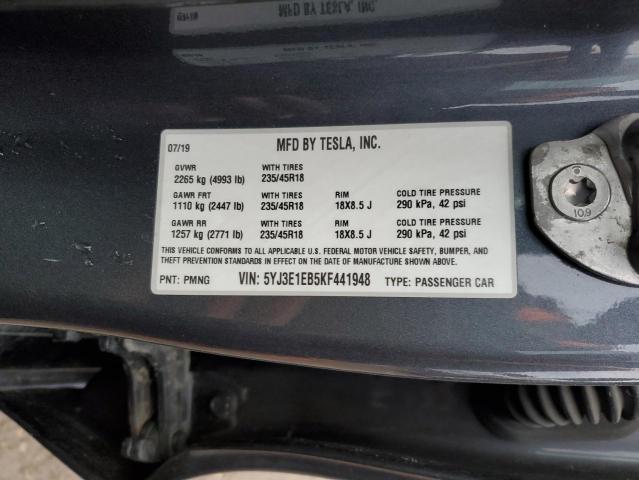 07/19 MFD BY TESLA, INC.
GVWR WITH TIRES
2265 kg (4993 lb) 235/45R18
GAWR FRT WITH TIRES RIM COLD TIRE PRESSURE
1110 kg (2447 lb) 235/45R18 18X8.5 J 290 kPa, 42 psi
GAWR RR WITH TIRES RIM COLD TIRE PRESSURE
1257 kg (2771 lb) 235/45R18 18X8.5 J 290 kPa, 42 psi
THIS VEHICLE CONFORMS TO ALL APPLICABLE U.S. FEDERAL MOTOR VEHICLE SAFETY, BUMPER, AND
THEFT PREVENTION STANDARDS IN EFFECT ON THE DATE OF MANUFACTURE SHOWN ABOVE.
PNT: PMNG VIN: 5YJ3E1EB5KF441948 TYPE: PASSENGER CAR
10.9